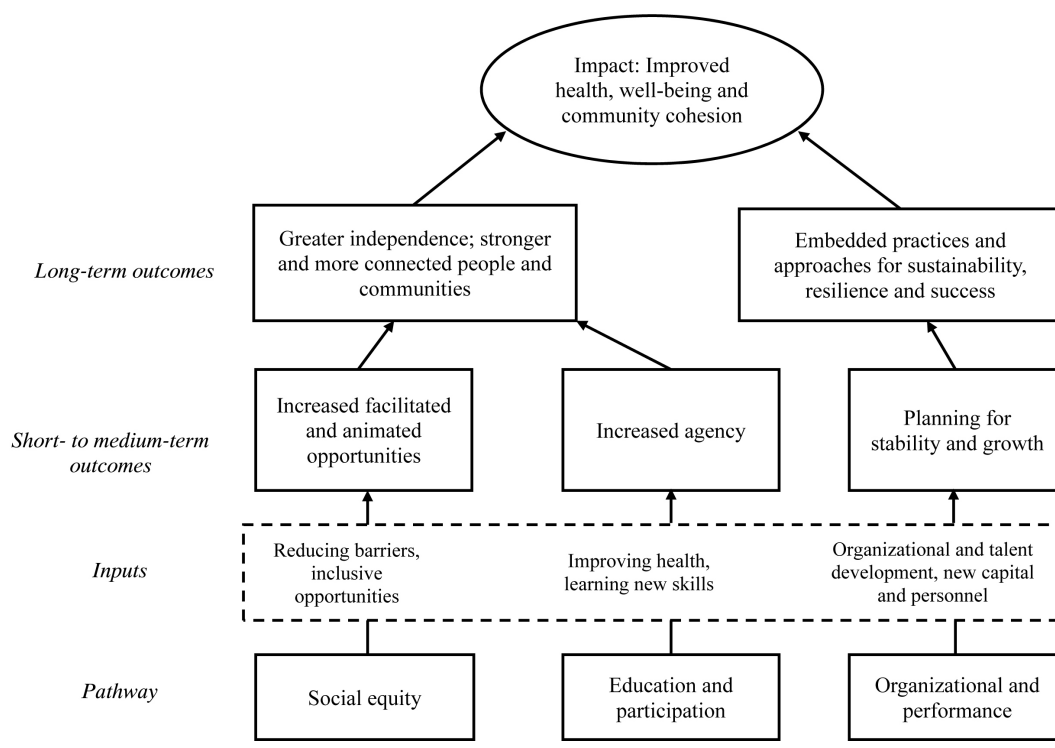 Impact: Improved
health, well-being and
community cohesion
Long-term outcomes
Greater independence; stronger
and more connected people and
communities
Embedded practices and
approaches for sustainability,
resilience and success
Short- to medium-term
outcomes
Increased facilitated
and animated
opportunities
Increased agency
Planning for
stability and growth
Inputs
Reducing barriers,
inclusive
opportunities
Improving health,
learning new skills
Organizational and talent
development, new capital
and personnel
Pathway
Social equity
Education and
participation
Organizational and
performance